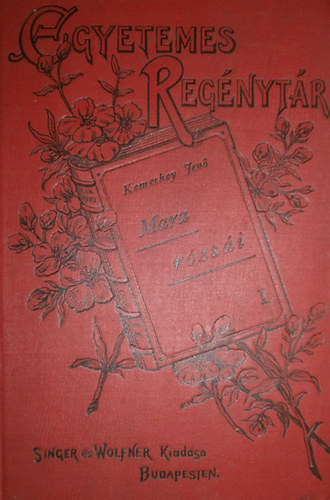 EGYETEMES
REGÉNYTÁR
Kemechey Jenő
Mara
rózsái
I
SINGER és WOLFNER Kiadása
BUDAPESTEN.